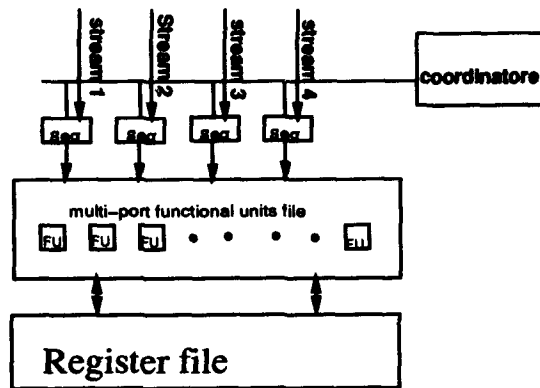 stream 1
Stream 2
stream 3
stream 4
coordinatore
seq
seq
seq
seq
multi-port functional units file
FU
FU
FU
FU
Register file